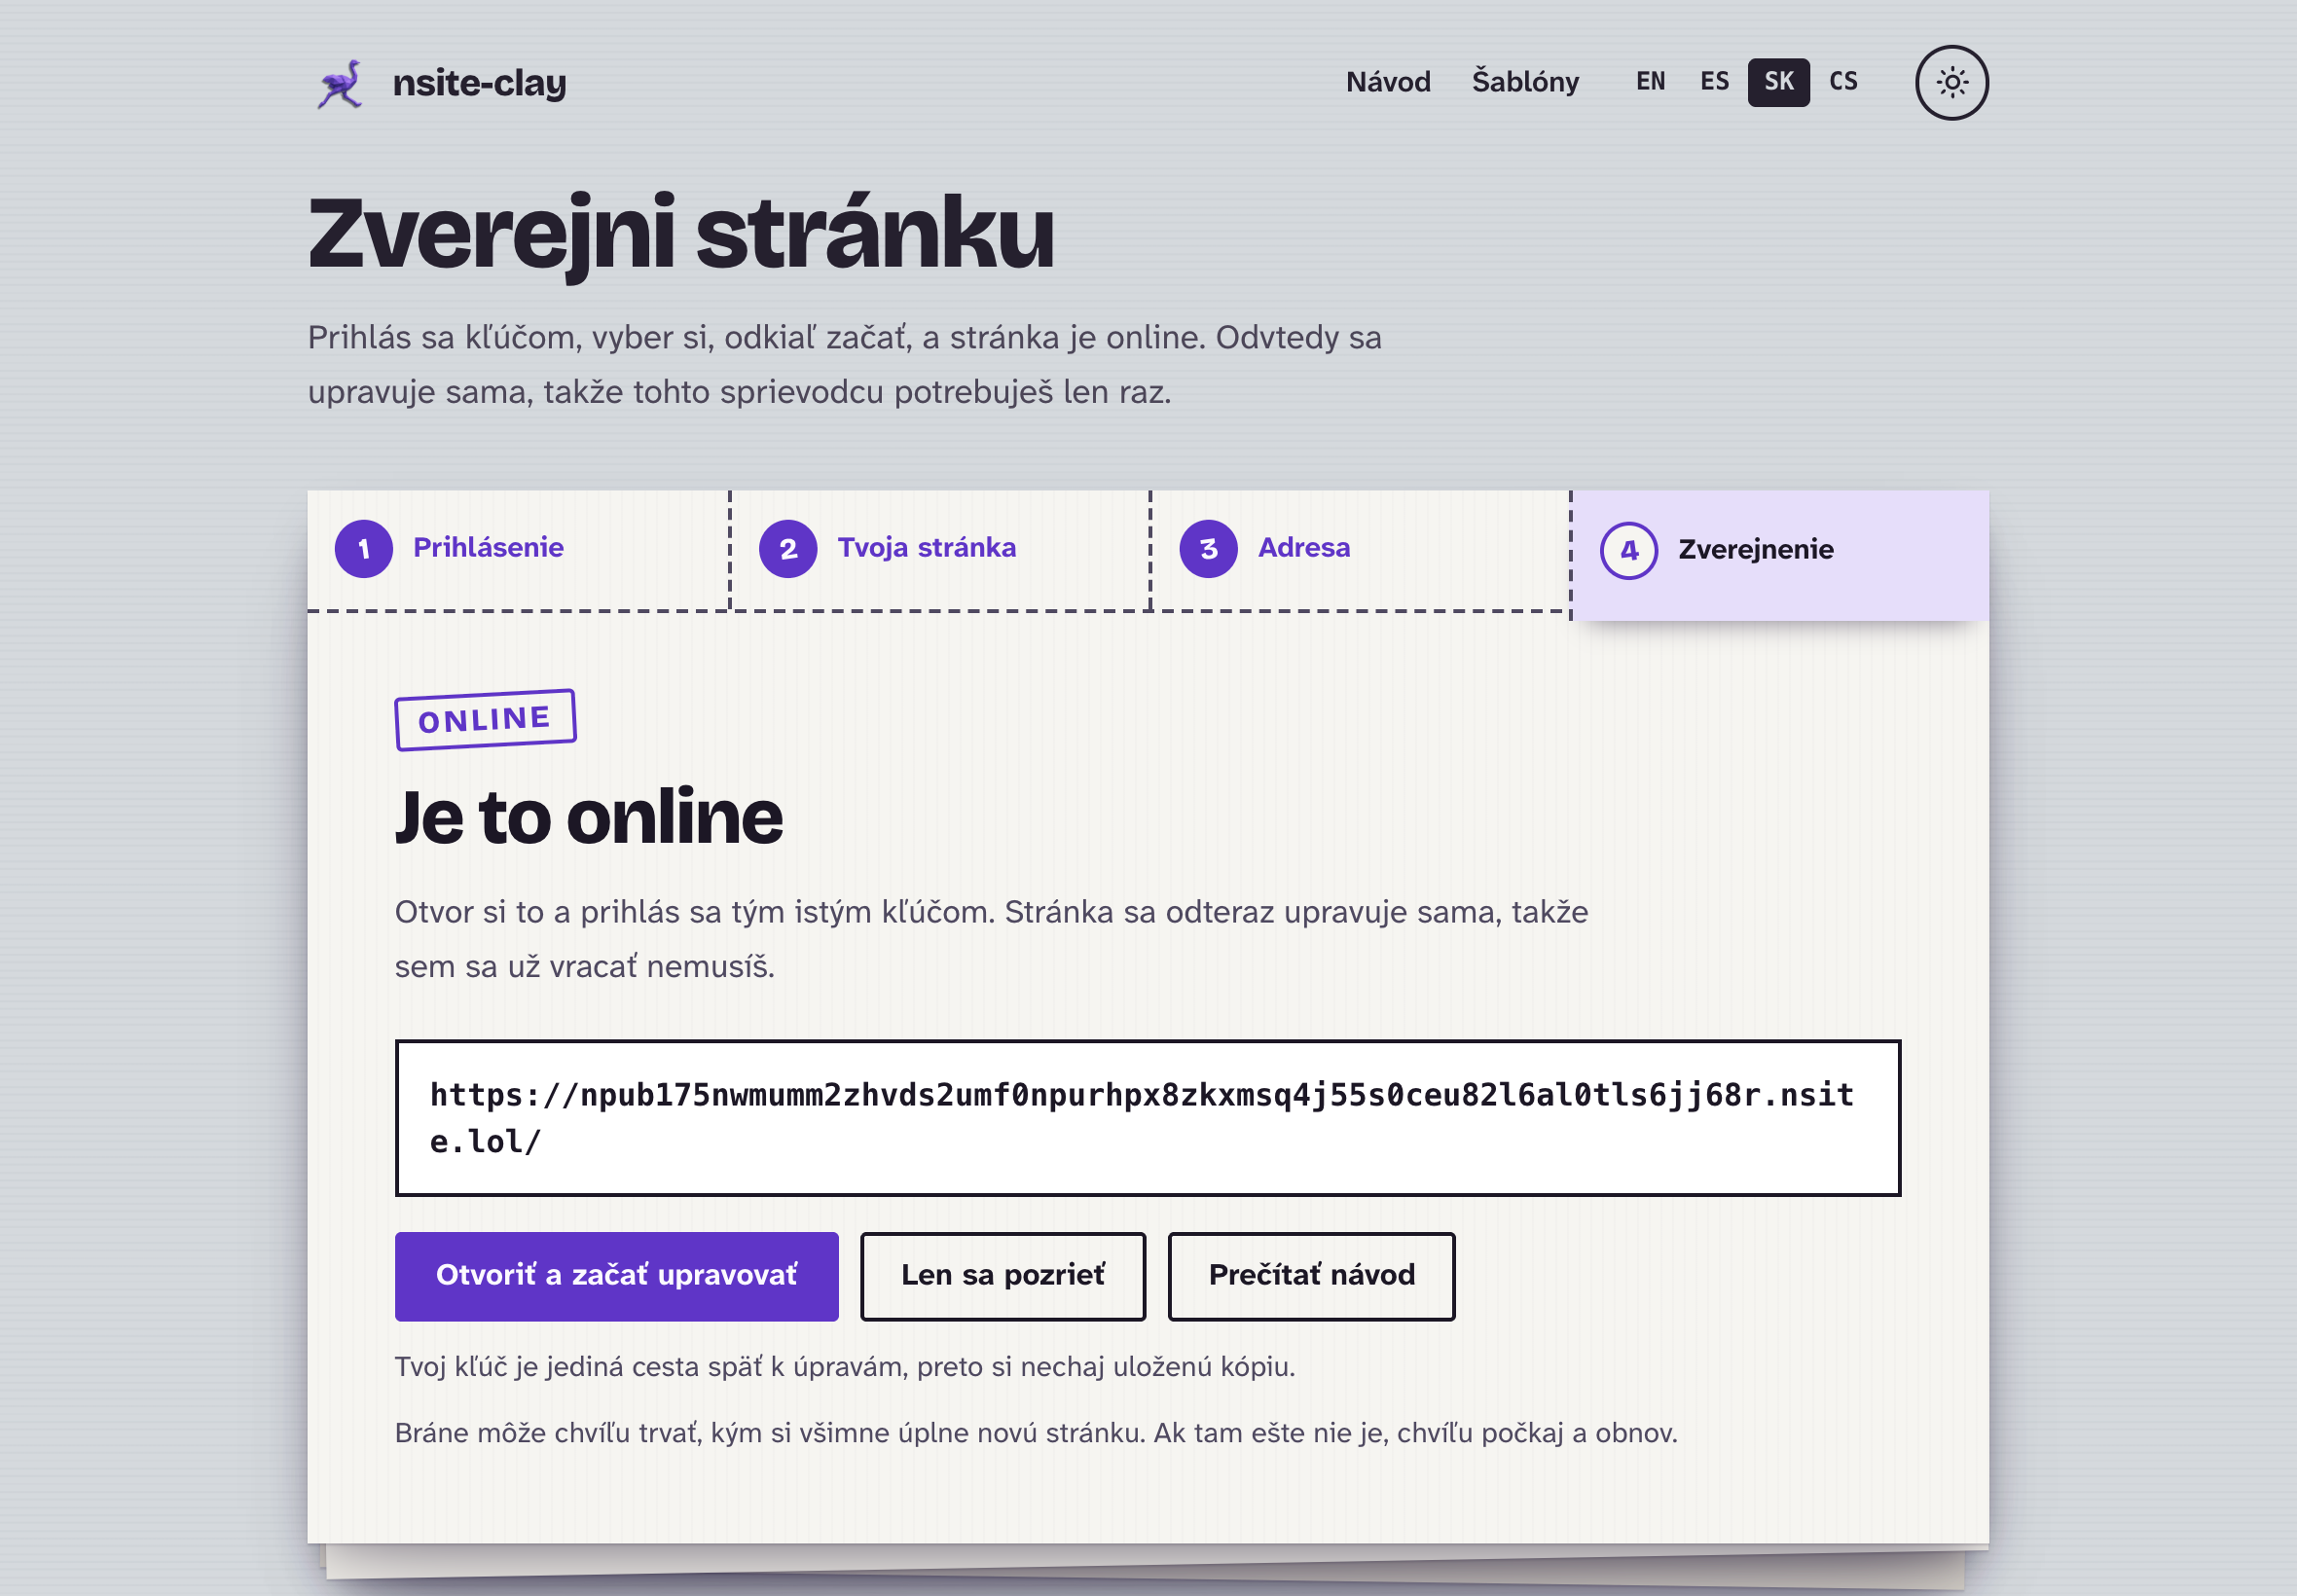 nsite-clay
Návod Šablóny EN ES SK CS
Zverejni stránku
Prihlás sa kľúčom, vyber si, odkiaľ začať, a stránka je online. Odvtedy sa
upravuje sama, takže tohto sprievodcu potrebuješ len raz.
1 Prihlásenie
2 Tvoja stránka
3 Adresa
4 Zverejnenie
ONLINE
Je to online
Otvor si to a prihlás sa tým istým kľúčom. Stránka sa odteraz upravuje sama, takže
sem sa už vracať nemusíš.
https://npub175nwmumm2zhvds2umf0npurhpx8zkxmsq4j55s0ceu82l6al0tls6jj68r.nsit
e.lol/
Otvoriť a začať upravovať
Len sa pozrieť
Prečítať návod
Tvoj kľúč je jediná cesta späť k úpravám, preto si nechaj uloženú kópiu.
Bráne môže chvíľu trvať, kým si všimne úplne novú stránku. Ak tam ešte nie je, chvíľu počkaj a obnov.